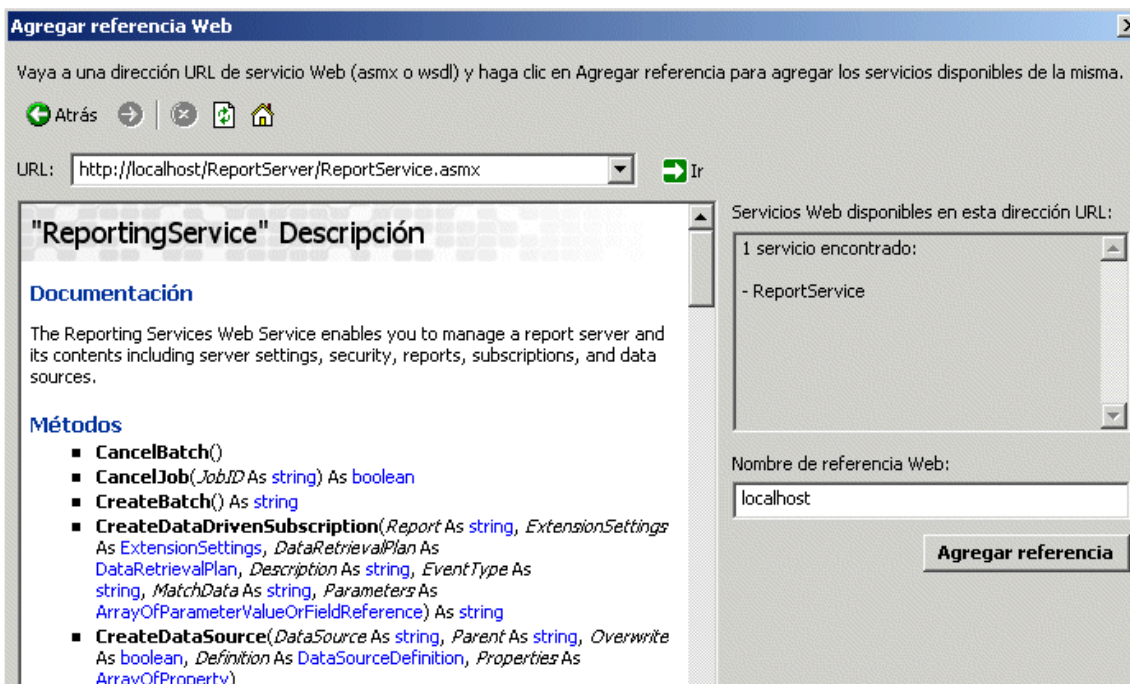 Agregar referencia Web
Vaya a una dirección URL de servicio Web (asmx o wsdl) y haga clic en Agregar referencia para agregar los servicios disponibles de la misma.
Atrás
URL: http://localhost/ReportServer/ReportService.asmx Ir
"ReportingService" Descripción
Documentación
The Reporting Services Web Service enables you to manage a report server and
its contents including server settings, security, reports, subscriptions, and data
sources.
Métodos
CancelBatch()
CancelJob(JobID As string) As boolean
CreateBatch() As string
CreateDataDrivenSubscription(Report As string, ExtensionSettings
As ExtensionSettings, DataRetrievalPlan As
DataRetrievalPlan, Description As string, EventType As
string, MatchData As string, Parameters As
ArrayOfParameterValueOrFieldReference) As string
CreateDataSource(DataSource As string, Parent As string, Overwrite
As boolean, Definition As DataSourceDefinition, Properties As
ArrayOfProperty)
Servicios Web disponibles en esta dirección URL:
1 servicio encontrado:
- ReportService
Nombre de referencia Web:
localhost
Agregar referencia